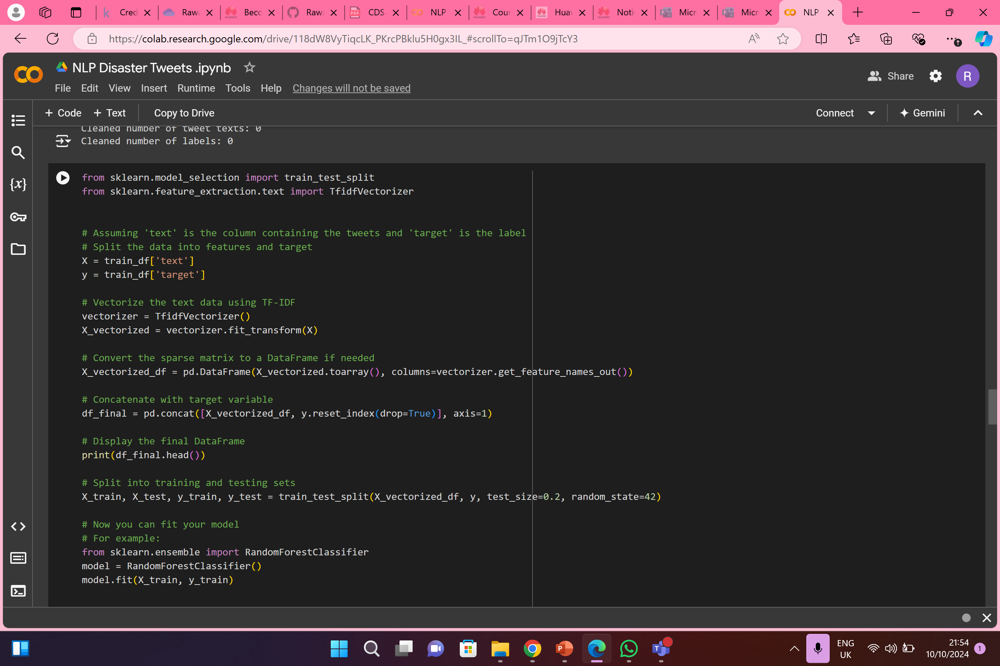 Cred
Rawa
Beco
Rawa
CDS
NLP
Cour
Huaw
Noti
Micr
Micr
NLP
https://colab.research.google.com/drive/118dW8VyTiqcLK_PKrcPBklu5H0gx3IL_#scrollTo=qJTm1O9jTcY3
NLP Disaster Tweets .ipynb
Share
R
File Edit View Insert Runtime Tools Help Changes will not be saved
+ Code + Text Copy to Drive Connect Gemini
Cleaned number of tweet texts: 0
Cleaned number of labels: 0
from sklearn.model_selection import train_test_split
from sklearn.feature_extraction.text import TfidfVectorizer
# Assuming 'text' is the column containing the tweets and 'target' is the label
# Split the data into features and target
X = train_df['text']
y = train_df['target']
# Vectorize the text data using TF-IDF
vectorizer = TfidfVectorizer()
X_vectorized = vectorizer.fit_transform(X)
# Convert the sparse matrix to a DataFrame if needed
X_vectorized_df = pd.DataFrame(X_vectorized.toarray(), columns=vectorizer.get_feature_names_out())
# Concatenate with target variable
df_final = pd.concat([X_vectorized_df, y.reset_index(drop=True)], axis=1)
# Display the final DataFrame
print(df_final.head())
# Split into training and testing sets
X_train, X_test, y_train, y_test = train_test_split(X_vectorized_df, y, test_size=0.2, random_state=42)
# Now you can fit your model
# For example:
from sklearn.ensemble import RandomForestClassifier
model = RandomForestClassifier()
model.fit(X_train, y_train)
ENG
UK
21:54
10/10/2024
1